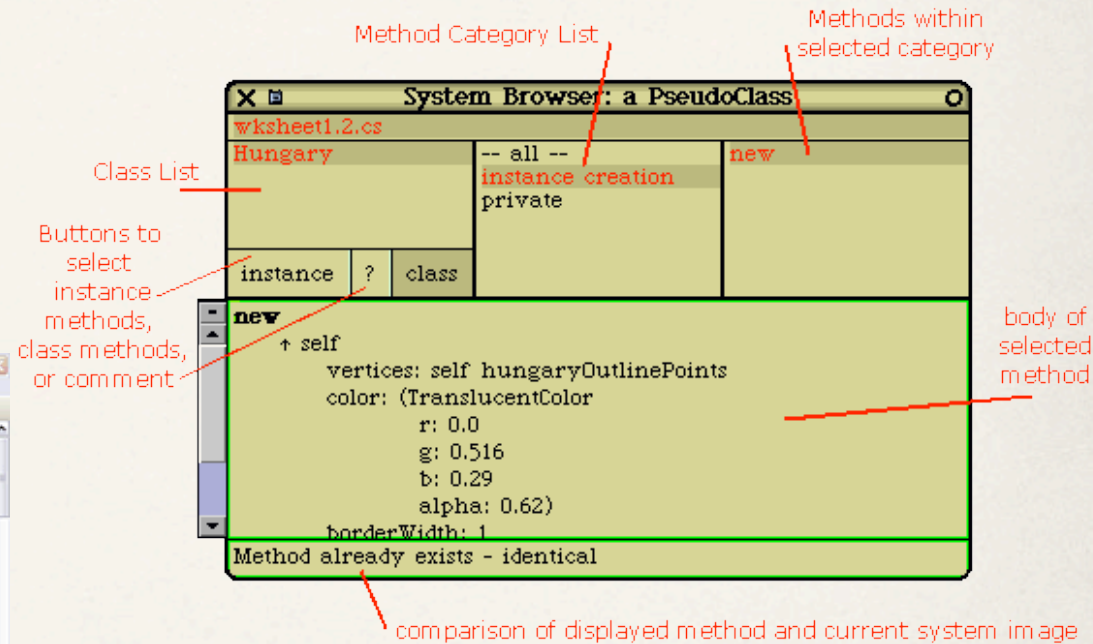 Methods within
selected category
Method Category List
System Browser: a PseudoClass
wksheet1.2.cs
Class List
Hungary
-- all --
instance creation
private
new
Buttons to
select
instance
methods,
class methods,
or comment
instance ? class
new
↑ self
vertices: self hungaryOutlinePoints
color: (TranslucentColor
r: 0.0
g: 0.516
b: 0.29
alpha: 0.62)
borderWidth: 1
body of
selected
method
Method already exists - identical
comparison of displayed method and current system image